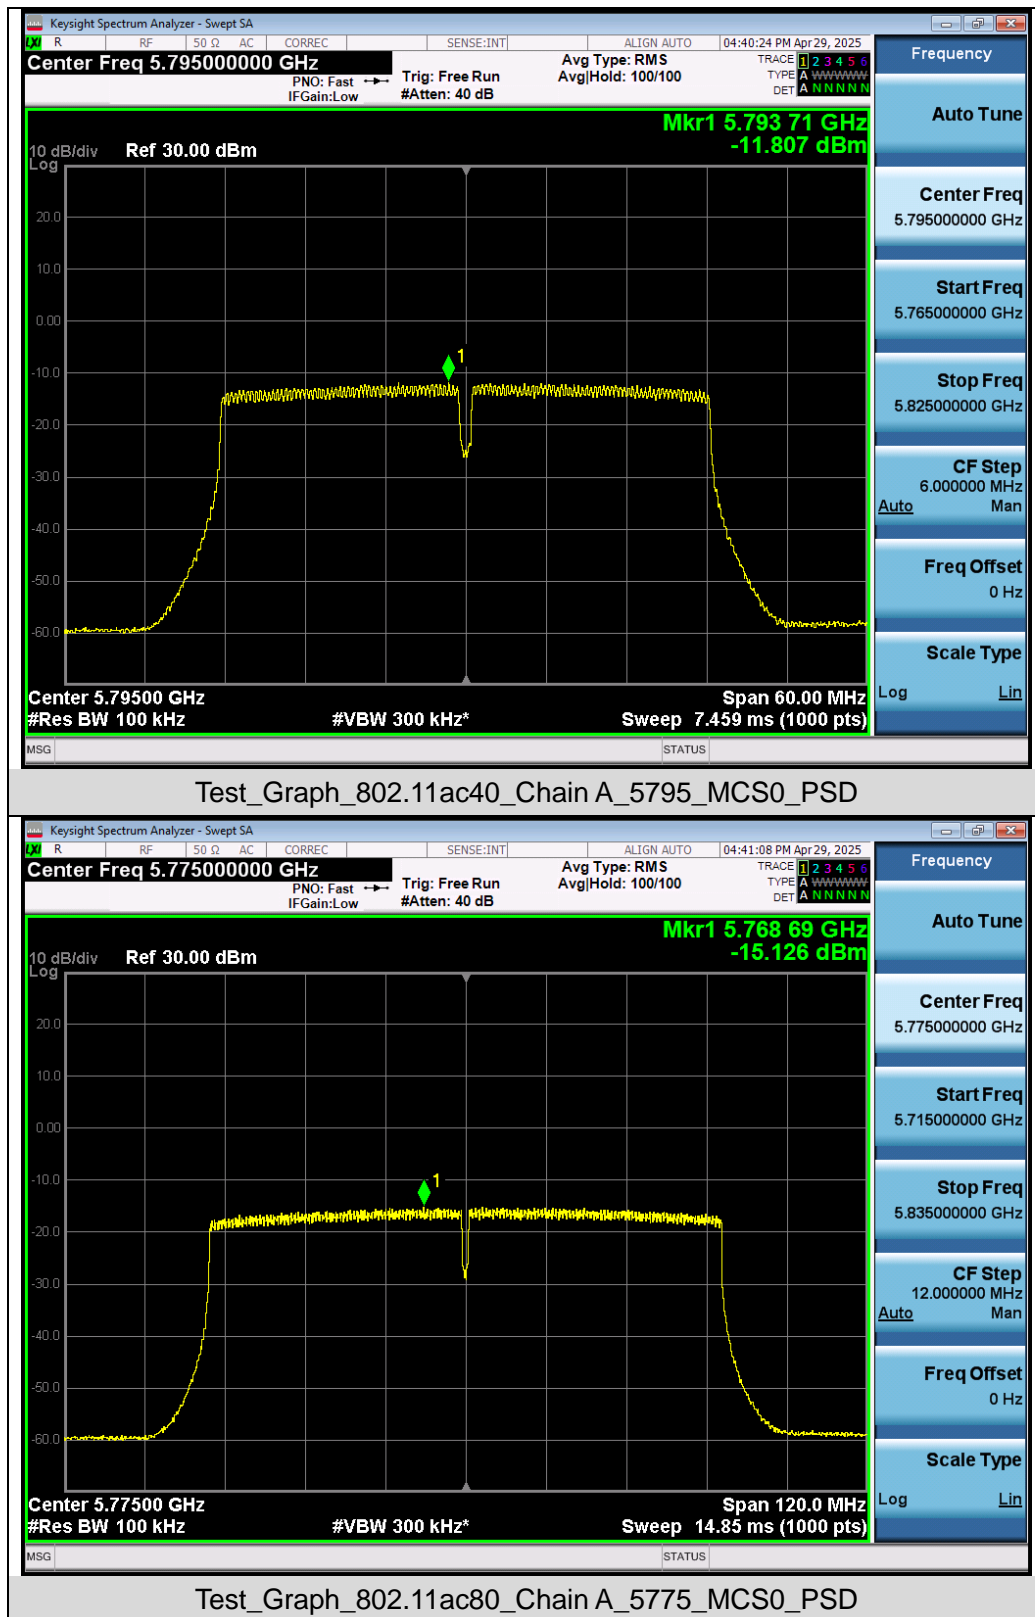 Keysight Spectrum Analyzer - Swept SA
LXI R RF 50 Ω AC CORREC SENSE:INT ALIGN AUTO 04:40:24 PM Apr 29, 2025
Center Freq 5.795000000 GHz
PNO: Fast
IFGain:Low
Trig: Free Run
#Atten: 40 dB
Avg Type: RMS
Avg|Hold: 100/100
TRACE 1 2 3 4 5 6
TYPE A WWWWW
DET A N N N N N
Mkr1 5.793 71 GHz
-11.807 dBm
10 dB/div Ref 30.00 dBm
Log
20.0
10.0
0.00
-10.0
-20.0
-30.0
-40.0
-50.0
-60.0
1
Center 5.79500 GHz Span 60.00 MHz
#Res BW 100 kHz #VBW 300 kHz* Sweep 7.459 ms (1000 pts)
MSG STATUS
Frequency
Auto Tune
Center Freq
5.795000000 GHz
Start Freq
5.765000000 GHz
Stop Freq
5.825000000 GHz
CF Step
6.000000 MHz
Auto Man
Freq Offset
0 Hz
Scale Type
Log Lin
Test_Graph_802.11ac40_Chain A_5795_MCS0_PSD
Keysight Spectrum Analyzer - Swept SA
LXI R RF 50 Ω AC CORREC SENSE:INT ALIGN AUTO 04:41:08 PM Apr 29, 2025
Center Freq 5.775000000 GHz
PNO: Fast
IFGain:Low
Trig: Free Run
#Atten: 40 dB
Avg Type: RMS
Avg|Hold: 100/100
TRACE 1 2 3 4 5 6
TYPE A WWWWW
DET A N N N N N
Mkr1 5.768 69 GHz
-15.126 dBm
10 dB/div Ref 30.00 dBm
Log
20.0
10.0
0.00
-10.0
-20.0
-30.0
-40.0
-50.0
-60.0
1
Center 5.77500 GHz Span 120.0 MHz
#Res BW 100 kHz #VBW 300 kHz* Sweep 14.85 ms (1000 pts)
MSG STATUS
Frequency
Auto Tune
Center Freq
5.775000000 GHz
Start Freq
5.715000000 GHz
Stop Freq
5.835000000 GHz
CF Step
12.000000 MHz
Auto Man
Freq Offset
0 Hz
Scale Type
Log Lin
Test_Graph_802.11ac80_Chain A_5775_MCS0_PSD